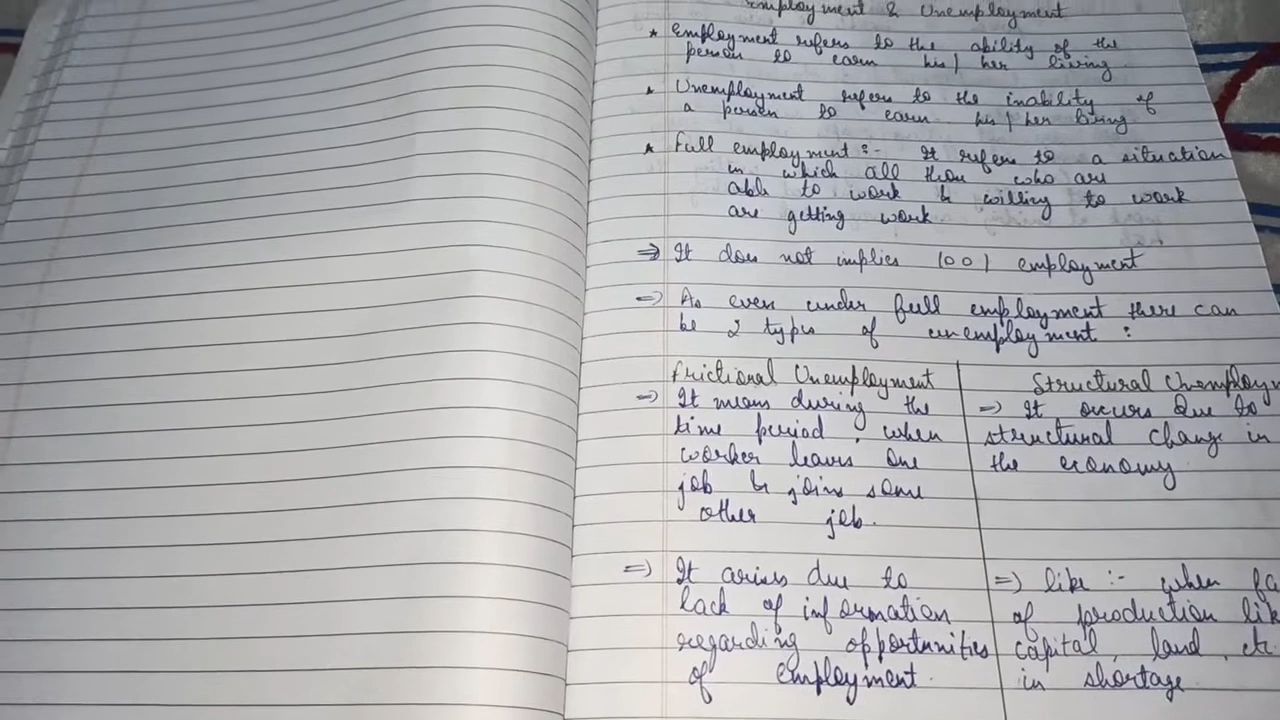 Employment & Unemployment
* Employment refers to the ability of the
person to earn his/her living
* Unemployment refers to the inability of
a person to earn his/her living
* Full employment :- It refers to a situation
in which all those who are
able to work & willing to work
are getting work
⇒ It does not implies 100% employment
⇒ As even under full employment there can
be 2 types of unemployment :
Frictional Unemployment
⇒ It means during the
time period, when
worker leaves one
job & joins some
other job.
⇒ It arises due to
lack of information
regarding opportunities
of employment.
Structural Unemploym
⇒ It occurs due to
structural change in
the economy
⇒ like :- when fa
of production lik
capital, land, etc.
in shortage